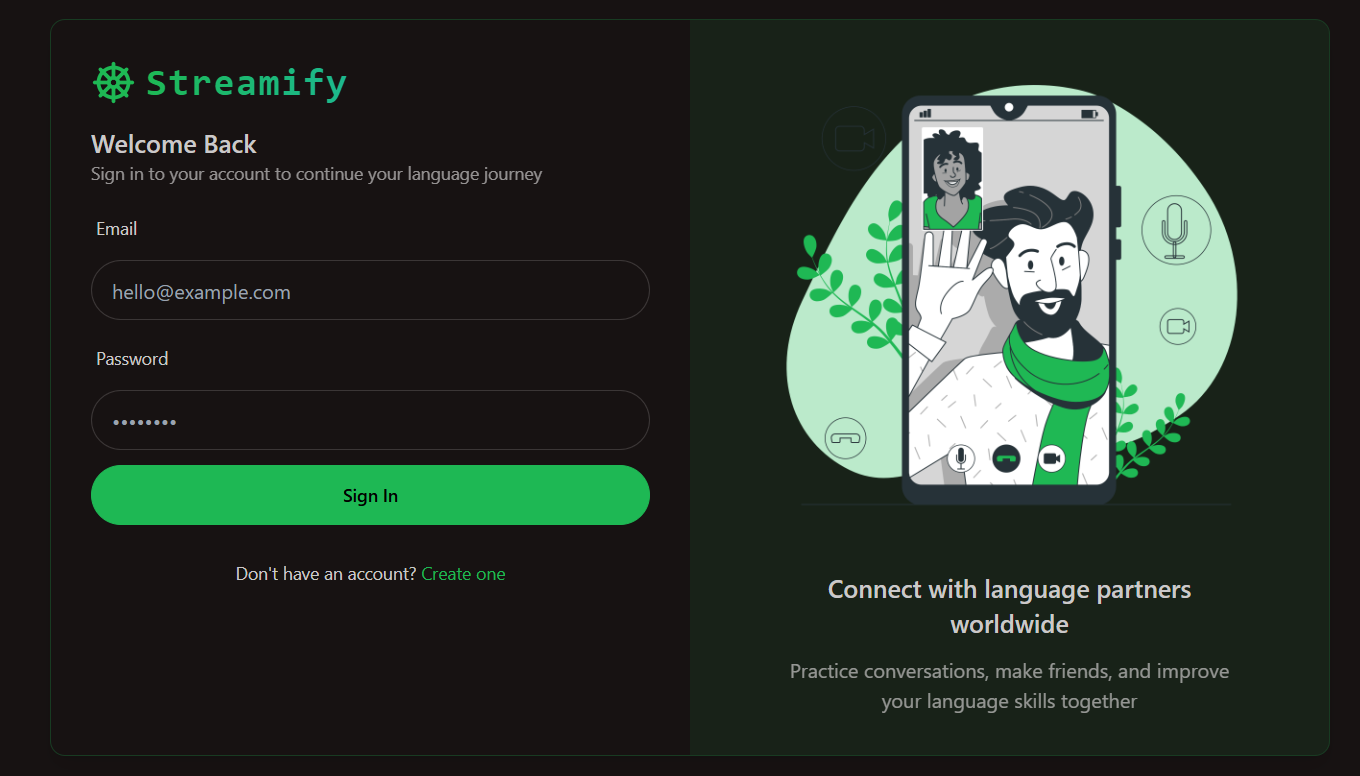 Streamify
Welcome Back
Sign in to your account to continue your language journey
Email
hello@example.com
Password
••••••••
Sign In
Don't have an account? Create one
Connect with language partners
worldwide
Practice conversations, make friends, and improve
your language skills together